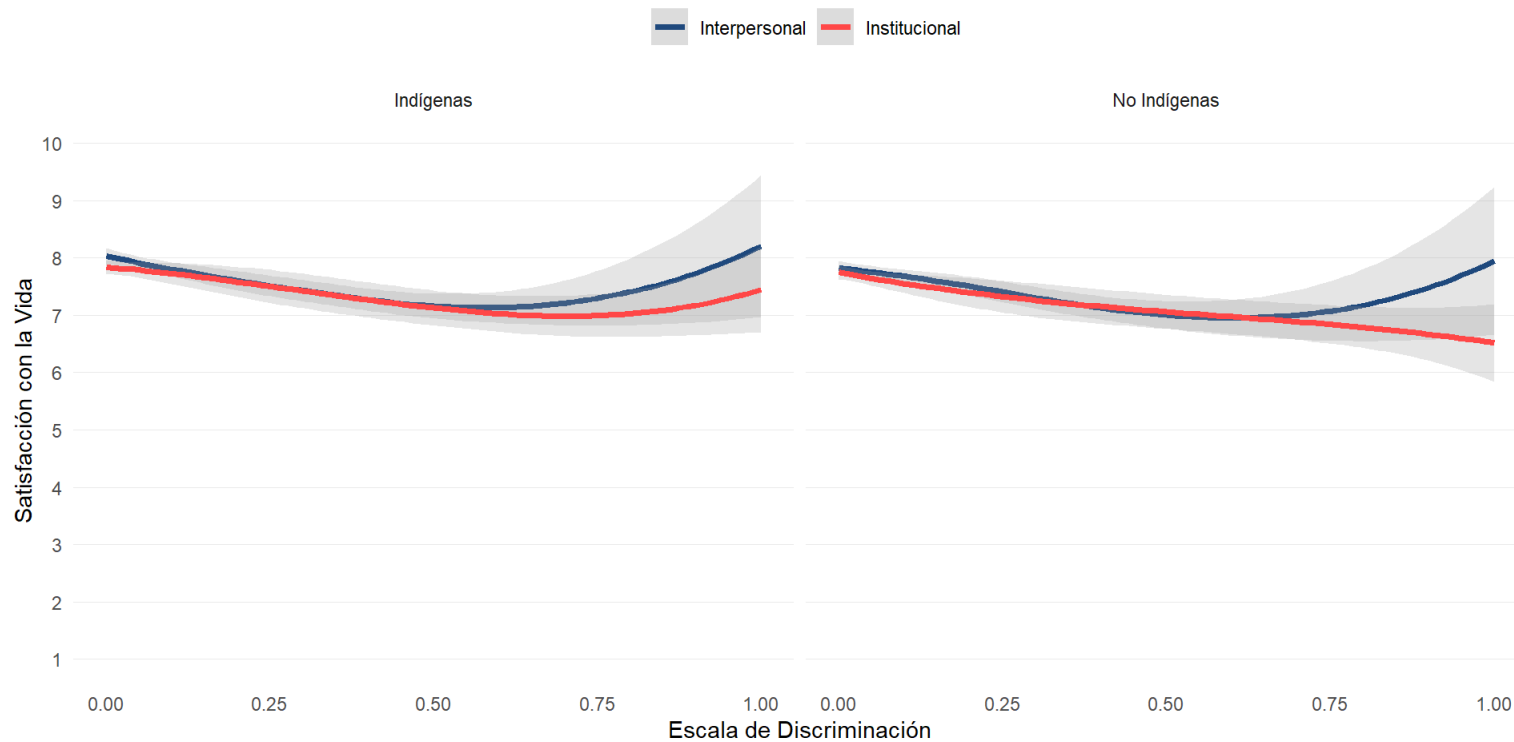 Interpersonal Institucional
Indígenas No Indígenas
Satisfacción con la Vida
10
9
8
7
6
5
4
3
2
1
0.00 0.25 0.50 0.75 1.00 0.00 0.25 0.50 0.75 1.00
Escala de Discriminación